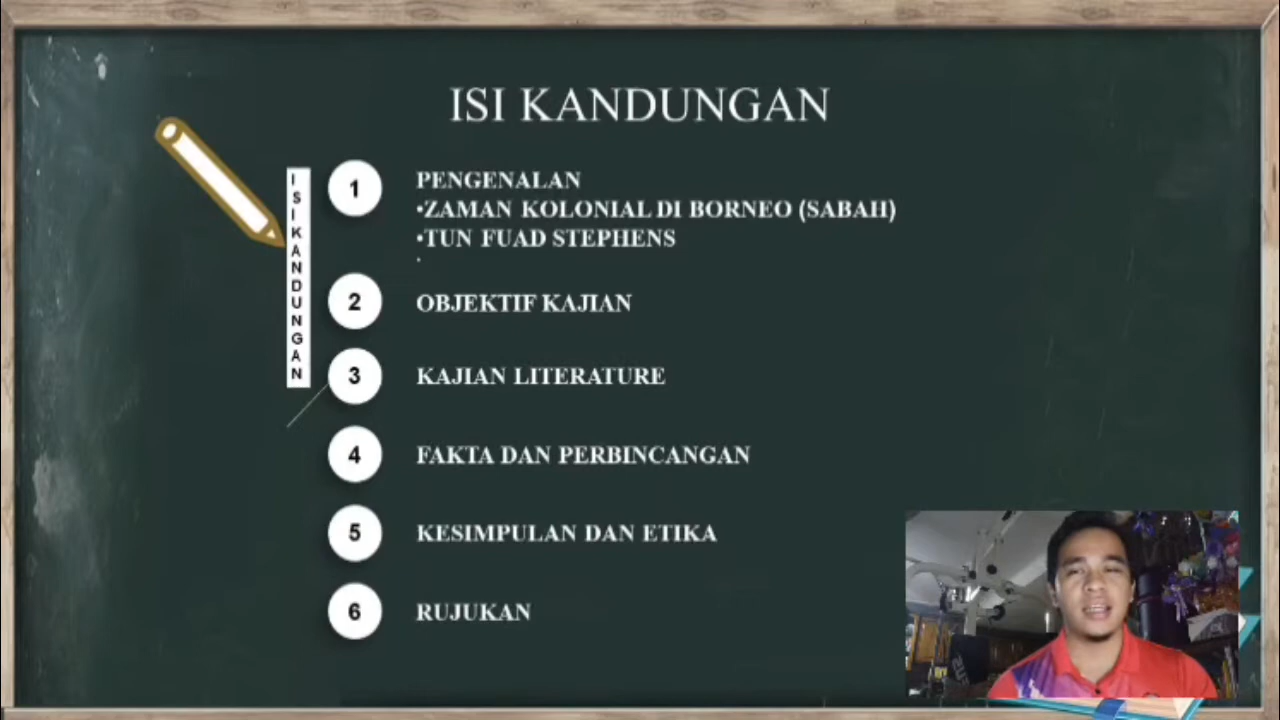 ISI KANDUNGAN
ISI KANDUNGAN
1
PENGENALAN
•ZAMAN KOLONIAL DI BORNEO (SABAH)
•TUN FUAD STEPHENS
•
2
OBJEKTIF KAJIAN
3
KAJIAN LITERATURE
4
FAKTA DAN PERBINCANGAN
5
KESIMPULAN DAN ETIKA
6
RUJUKAN